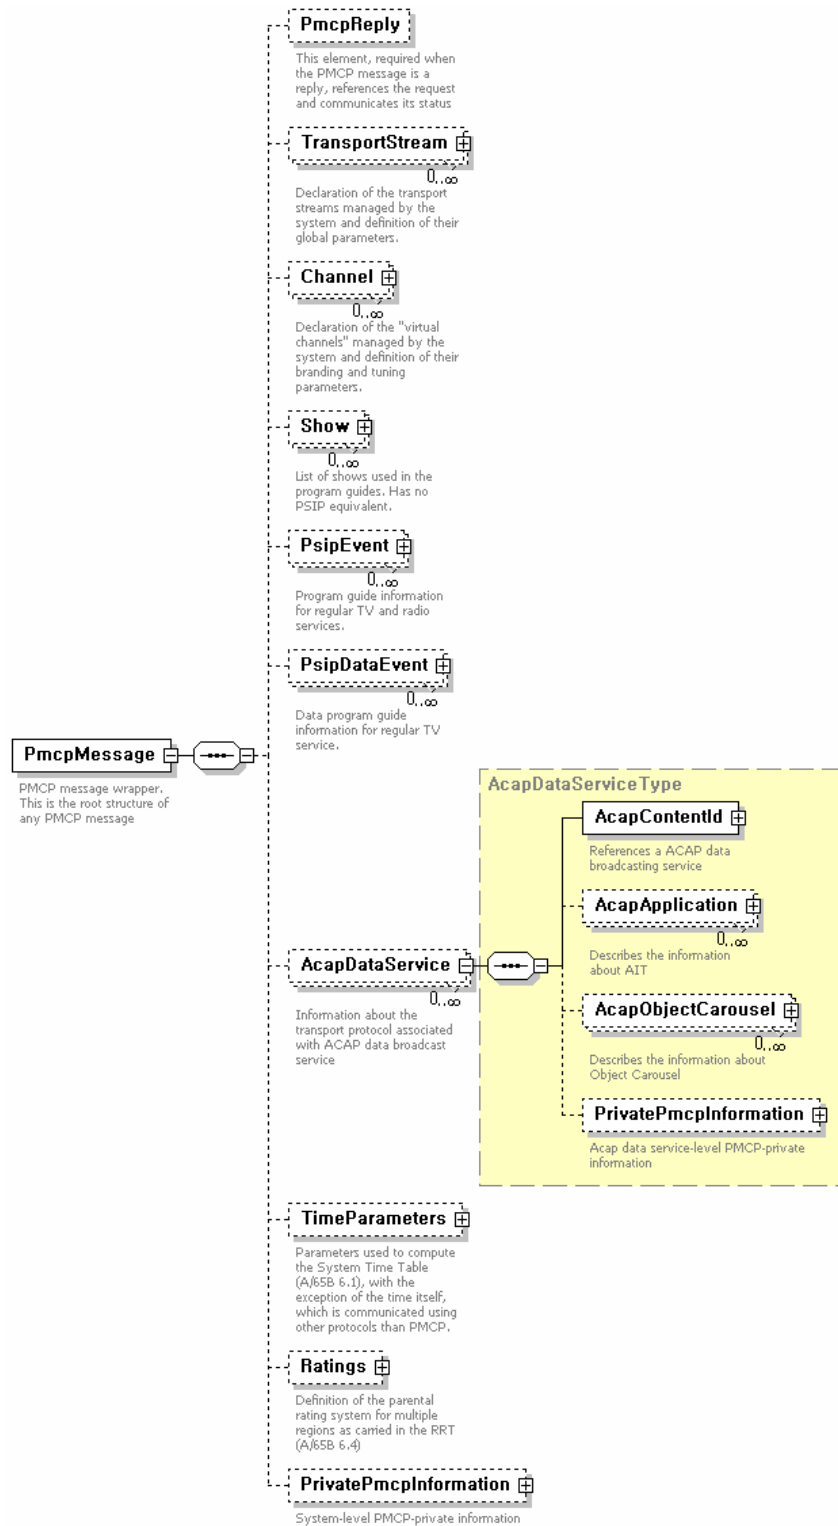 PmcpReply
This element, required when
the PMCP message is a
reply, references the request
and communicates its status
TransportStream
0..∞
Declaration of the transport
streams managed by the
system and definition of their
global parameters.
Channel
0..∞
Declaration of the "virtual
channels" managed by the
system and definition of their
branding and tuning
parameters.
Show
0..∞
List of shows used in the
program guides. Has no
PSIP equivalent.
PsipEvent
0..∞
Program guide information
for regular TV and radio
services.
PsipDataEvent
0..∞
Data program guide
information for regular TV
service.
PmcpMessage
PMCP message wrapper.
This is the root structure of
any PMCP message
AcapDataService
0..∞
Information about the
transport protocol associated
with ACAP data broadcast
service
AcapDataServiceType
AcapContentId
References a ACAP data
broadcasting service
AcapApplication
0..∞
Describes the information
about AIT
AcapObjectCarousel
0..∞
Describes the information about
Object Carousel
PrivatePmcpInformation
Acap data service-level PMCP-private
information
TimeParameters
Parameters used to compute
the System Time Table
(A/65B 6.1), with the
exception of the time itself,
which is communicated using
other protocols than PMCP.
Ratings
Definition of the parental
rating system for multiple
regions as carried in the RRT
(A/65B 6.4)
PrivatePmcpInformation
System-level PMCP-private information